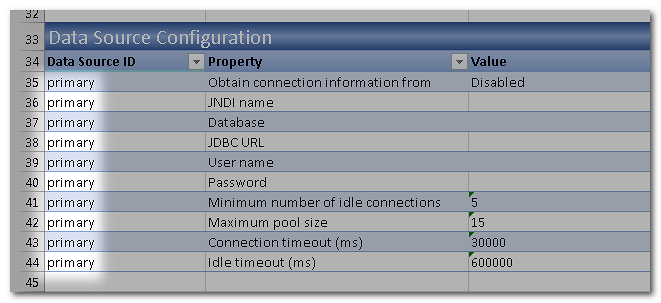 32
33 Data Source Configuration
34 Data Source ID Property Value
35 primary Obtain connection information from Disabled
36 primary JNDI name
37 primary Database
38 primary JDBC URL
39 primary User name
40 primary Password
41 primary Minimum number of idle connections 5
42 primary Maximum pool size 15
43 primary Connection timeout (ms) 30000
44 primary Idle timeout (ms) 600000
45